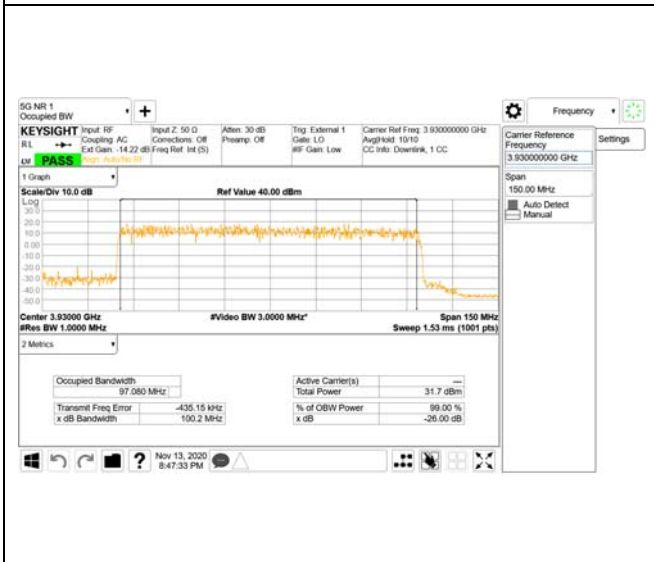 5G NR 1
Occupied BW
+
Frequency
KEYSIGHT Input: RF Input Z: 50 Ω Atten: 30 dB Trig: External 1 Carrier Ref Freq: 3.930000000 GHz
RL Coupling: AC Corrections: Off Preamp: Off Gate: LO Avg|Hold: 10/10
Ext Gain: -14.22 dB Freq Ref: Int (S) #IF Gain: Low CC Info: Downlink, 1 CC
PASS Align: Auto/No RF
Carrier Reference
Frequency
3.930000000 GHz
Settings
Span
150.00 MHz
Auto Detect
Manual
1 Graph
Scale/Div 10.0 dB Ref Value 40.00 dBm
Log
30.0
20.0
10.0
0.00
-10.0
-20.0
-30.0
-40.0
-50.0
Center 3.93000 GHz #Video BW 3.0000 MHz* Span 150 MHz
#Res BW 1.0000 MHz Sweep 1.53 ms (1001 pts)
2 Metrics
Occupied Bandwidth Active Carrier(s) ---
97.080 MHz Total Power 31.7 dBm
Transmit Freq Error -435.15 kHz % of OBW Power 99.00 %
x dB Bandwidth 100.2 MHz x dB -26.00 dB
? Nov 13, 2020
8:47:33 PM